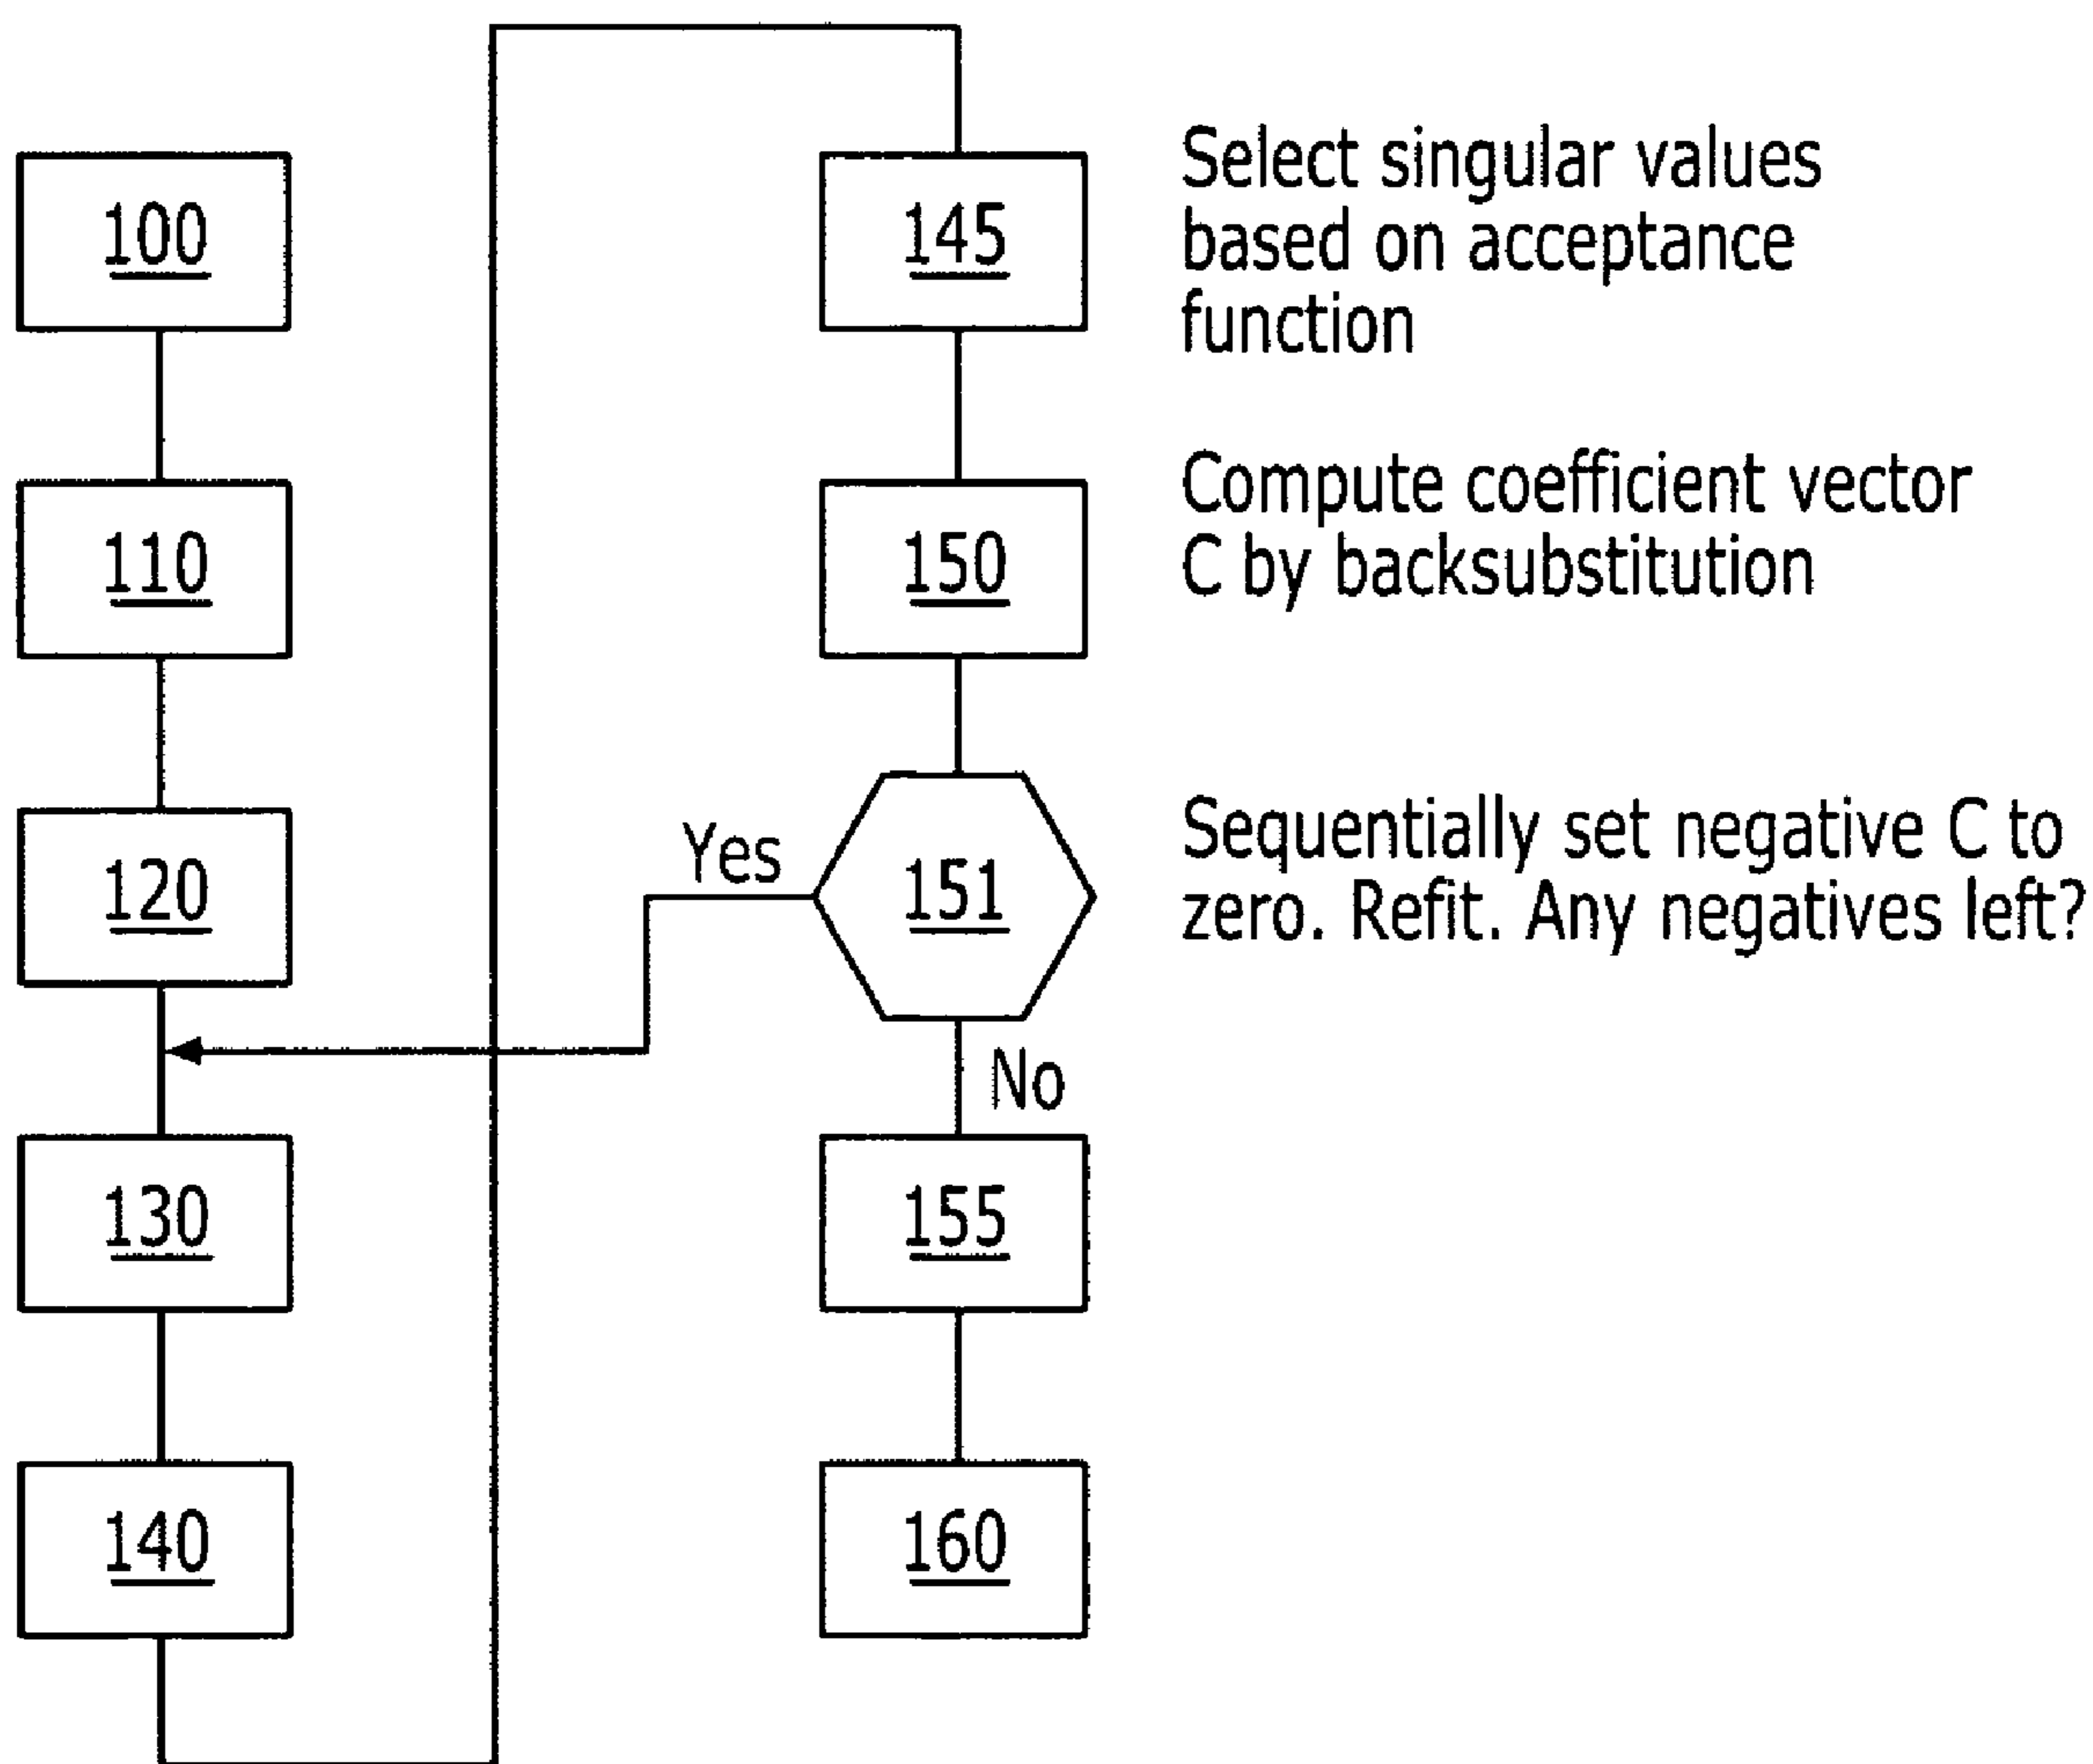 100
110
120
130
140
145
Select singular values
based on acceptance
function
150
Compute coefficient vector
C by backsubstitution
Yes
151
Sequentially set negative C to
zero. Refit. Any negatives left?
No
155
160